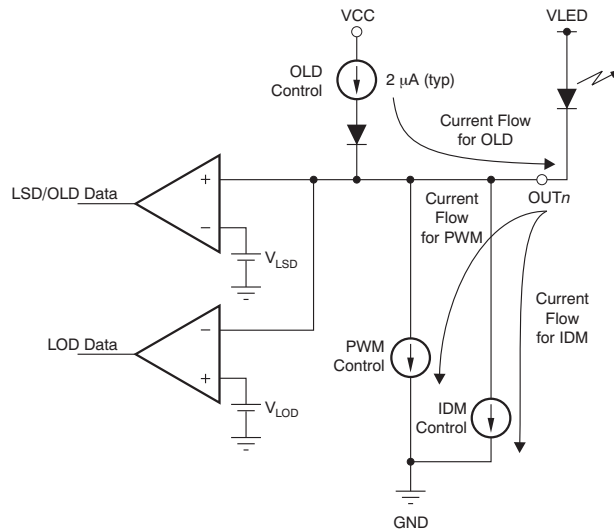 VCC
VLED
OLD
Control
2 μA (typ)
Current Flow
for OLD
LSD/OLD Data
+
−
VLSD
OUTn
Current Flow
for PWM
Current
Flow
for IDM
LOD Data
−
+
VLOD
PWM
Control
IDM
Control
GND